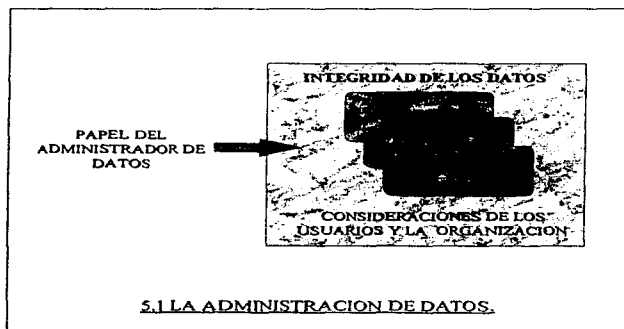 INTEGRIDAD DE LOS DATOS
PAPEL DEL
ADMINISTRADOR DE
DATOS
CONSIDERACIONES DE LOS
USUARIOS Y LA ORGANIZACION
5.1 LA ADMINISTRACION DE DATOS.